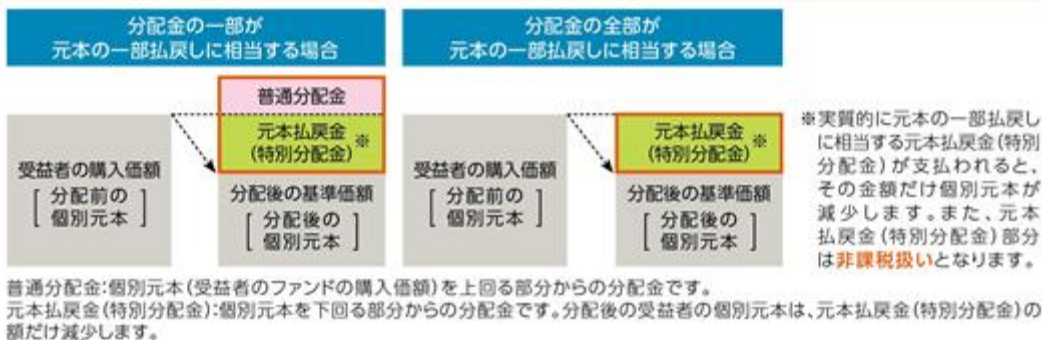 分配金の一部が
元本の一部払戻しに相当する場合
普通分配金
元本払戻金 ※
(特別分配金)
受益者の購入価額
[ 分配前の
個別元本 ]
分配後の基準価額
[ 分配後の
個別元本 ]
分配金の全部が
元本の一部払戻しに相当する場合
元本払戻金 ※
(特別分配金)
受益者の購入価額
[ 分配前の
個別元本 ]
分配後の基準価額
[ 分配後の
個別元本 ]
※実質的に元本の一部払戻し
に相当する元本払戻金(特別
分配金)が支払われると、
その金額だけ個別元本が
減少します。また、元本
払戻金(特別分配金)部分
は非課税扱いとなります。
普通分配金:個別元本(受益者のファンドの購入価額)を上回る部分からの分配金です。
元本払戻金(特別分配金):個別元本を下回る部分からの分配金です。分配後の受益者の個別元本は、元本払戻金(特別分配金)の
額だけ減少します。